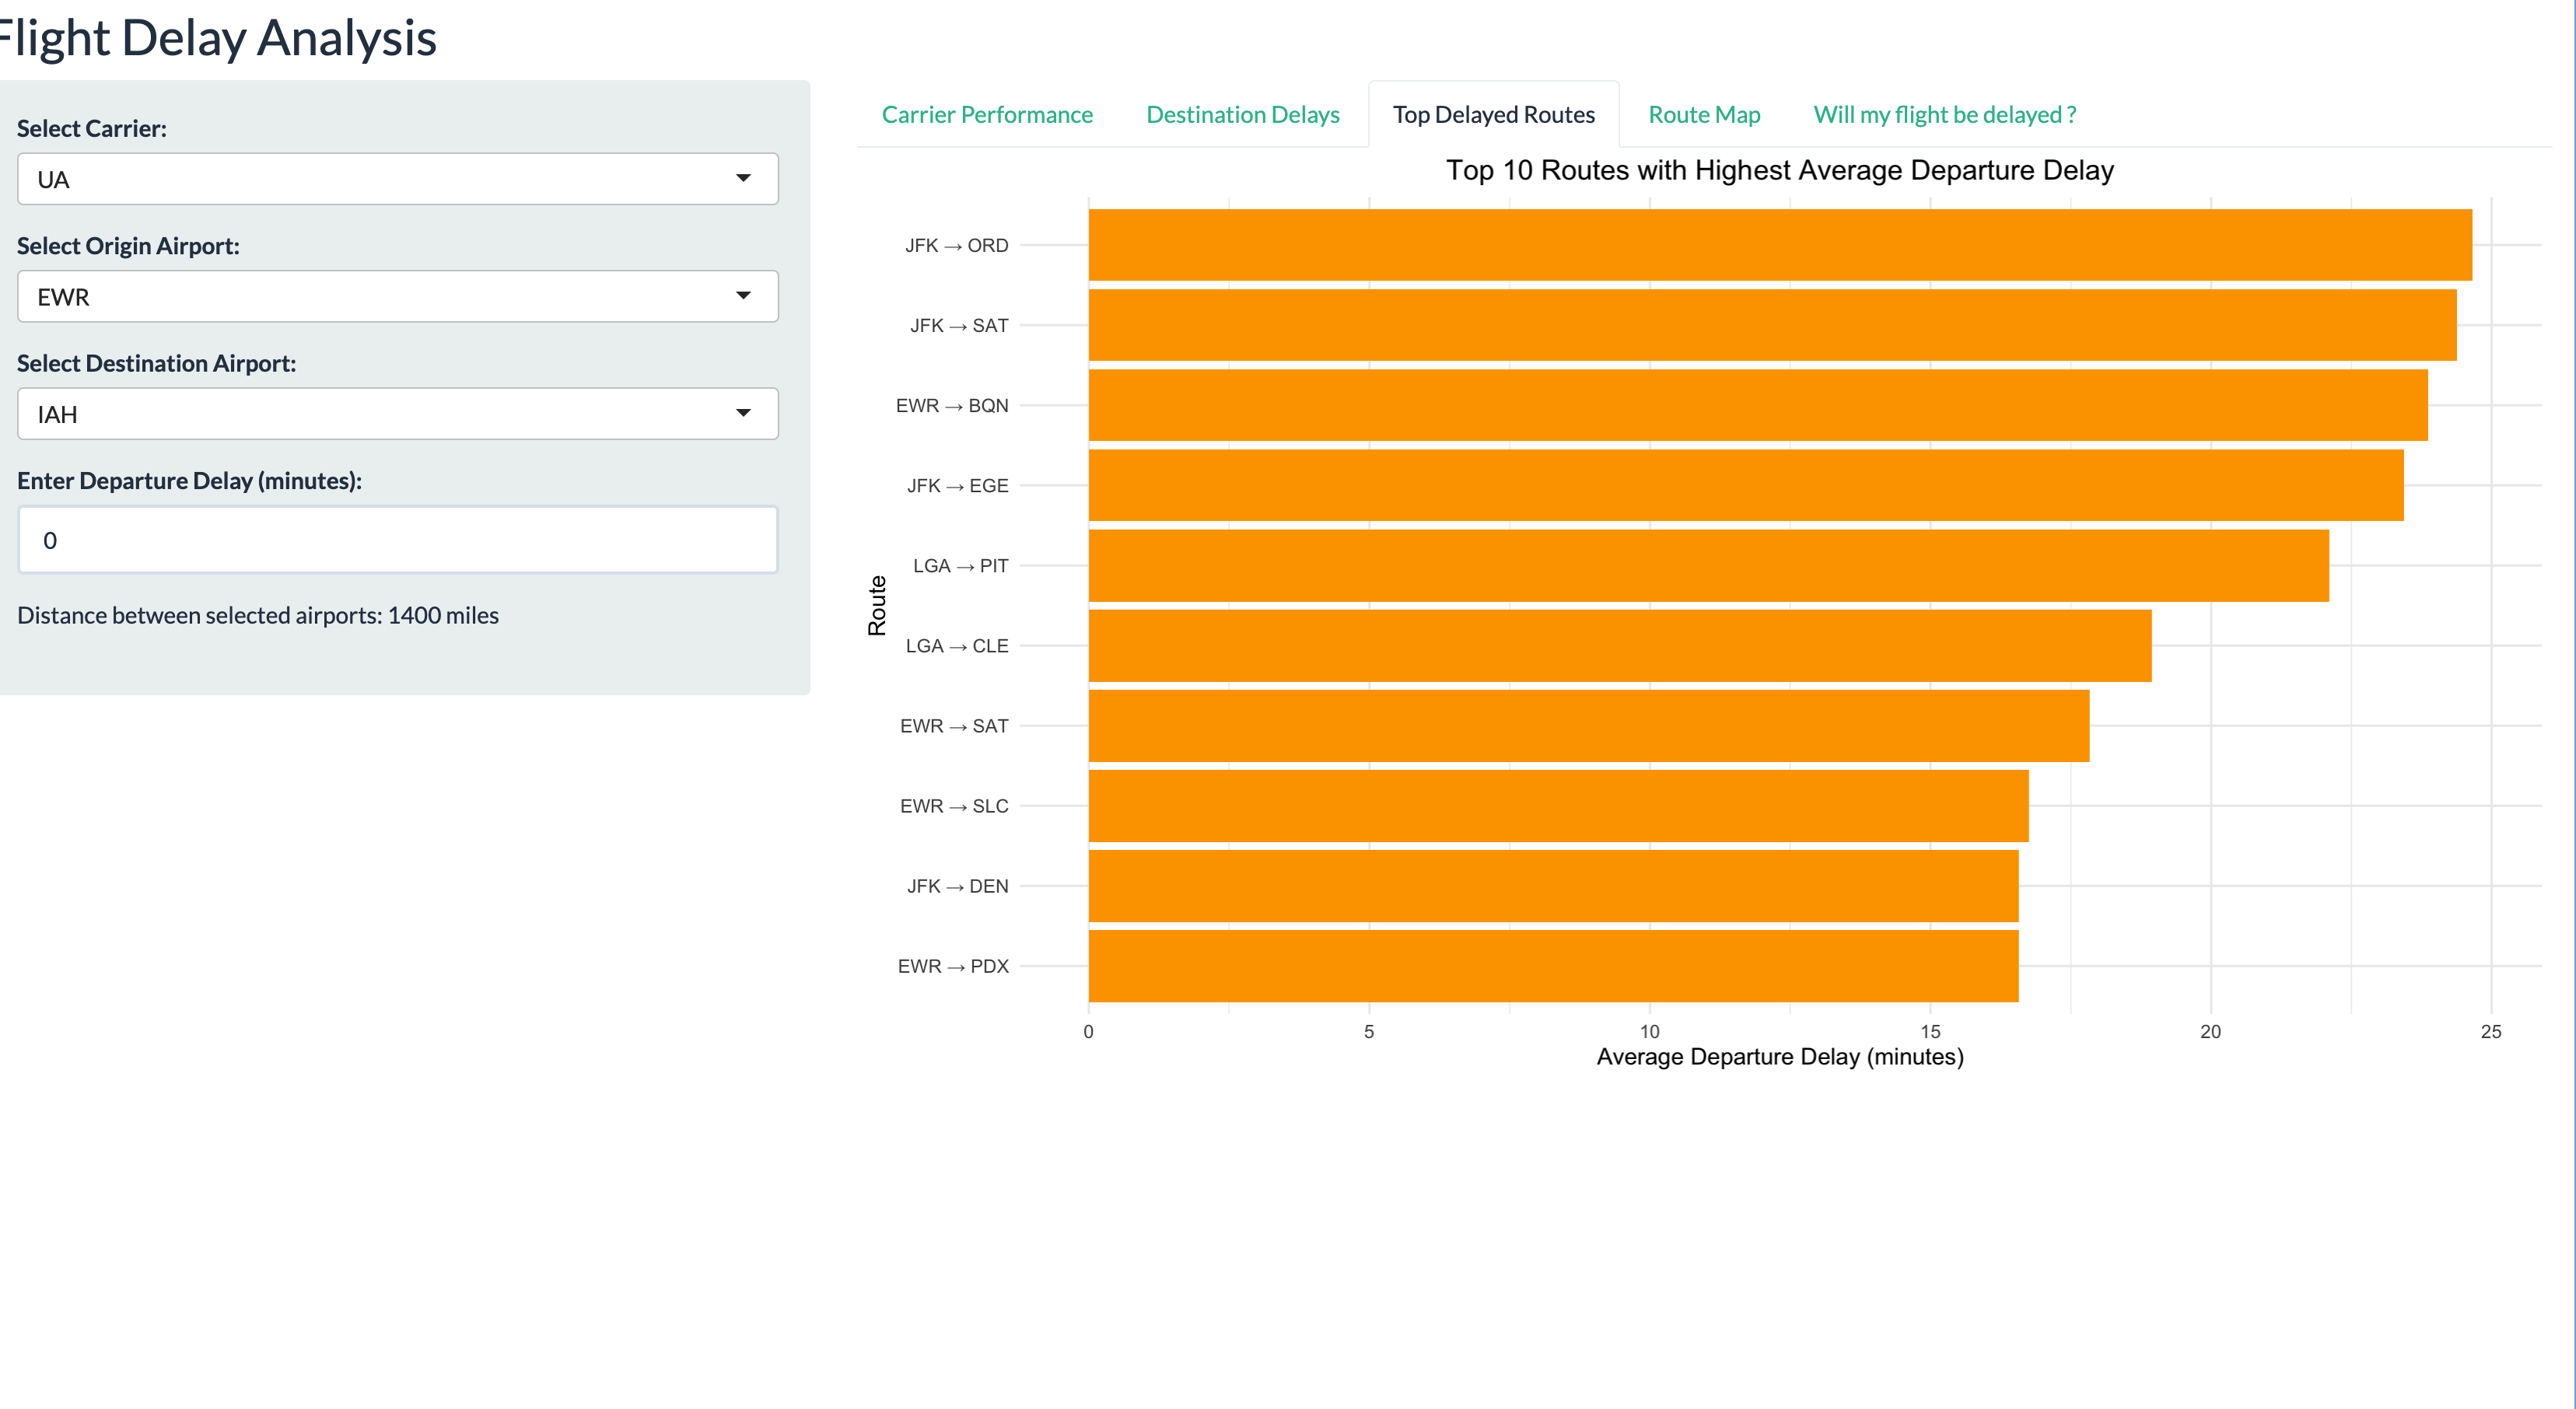 Flight Delay Analysis
Select Carrier:
UA
Select Origin Airport:
EWR
Select Destination Airport:
IAH
Enter Departure Delay (minutes):
0
Distance between selected airports: 1400 miles
Carrier Performance Destination Delays Top Delayed Routes Route Map Will my flight be delayed ?
Top 10 Routes with Highest Average Departure Delay
Route
JFK → ORD
JFK → SAT
EWR → BQN
JFK → EGE
LGA → PIT
LGA → CLE
EWR → SAT
EWR → SLC
JFK → DEN
EWR → PDX
0 5 10 15 20 25
Average Departure Delay (minutes)